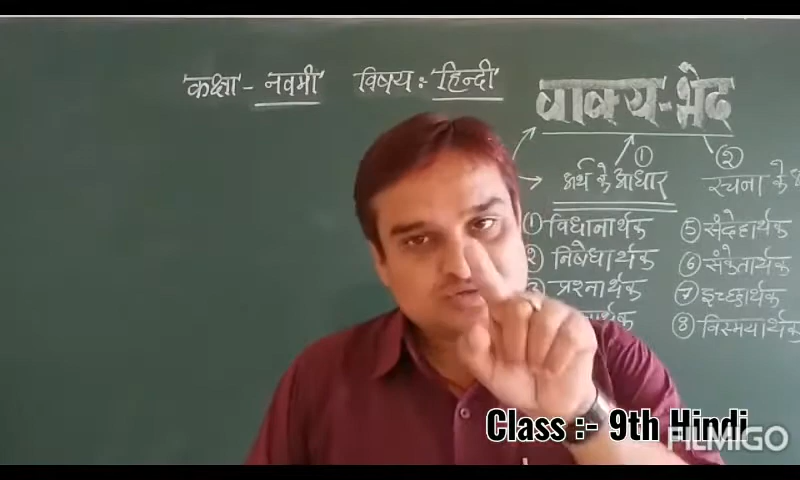 कक्षा - नवमी विषय : 'हिन्दी'
वाक्य-भेद
① ②
अर्थ के आधार रचना के
① विधानार्थक ⑤ संदेहार्थक
② निषेधार्थक ⑥ संकेतार्थक
③ प्रश्नार्थक ⑦ इच्छार्थक
⑧ विस्मयार्थक
Class :- 9th Hindi
FILMIGO